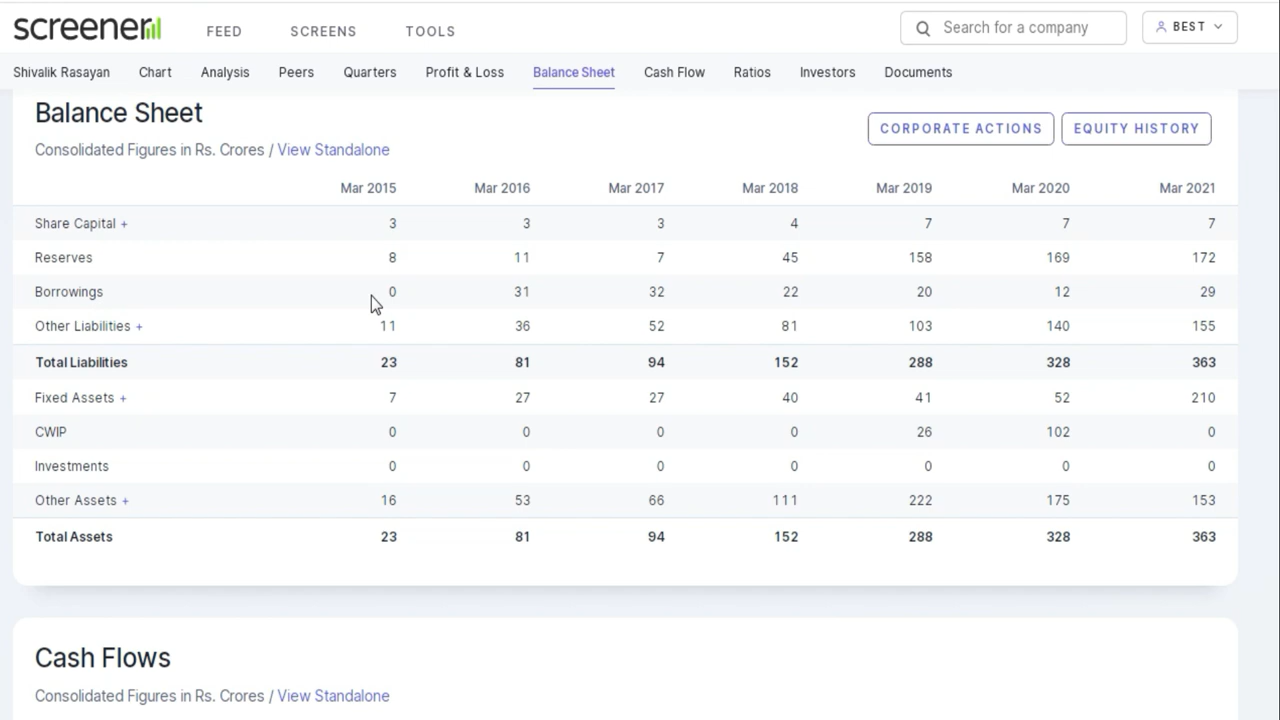 screener FEED SCREENS TOOLS Search for a company BEST
Shivalik Rasayan Chart Analysis Peers Quarters Profit & Loss Balance Sheet Cash Flow Ratios Investors Documents
Balance Sheet
CORPORATE ACTIONS EQUITY HISTORY
Consolidated Figures in Rs. Crores / View Standalone
Mar 2015 Mar 2016 Mar 2017 Mar 2018 Mar 2019 Mar 2020 Mar 2021
Share Capital + 3 3 3 4 7 7 7
Reserves 8 11 7 45 158 169 172
Borrowings 0 31 32 22 20 12 29
Other Liabilities + 11 36 52 81 103 140 155
Total Liabilities 23 81 94 152 288 328 363
Fixed Assets + 7 27 27 40 41 52 210
CWIP 0 0 0 0 26 102 0
Investments 0 0 0 0 0 0 0
Other Assets + 16 53 66 111 222 175 153
Total Assets 23 81 94 152 288 328 363
Cash Flows
Consolidated Figures in Rs. Crores / View Standalone